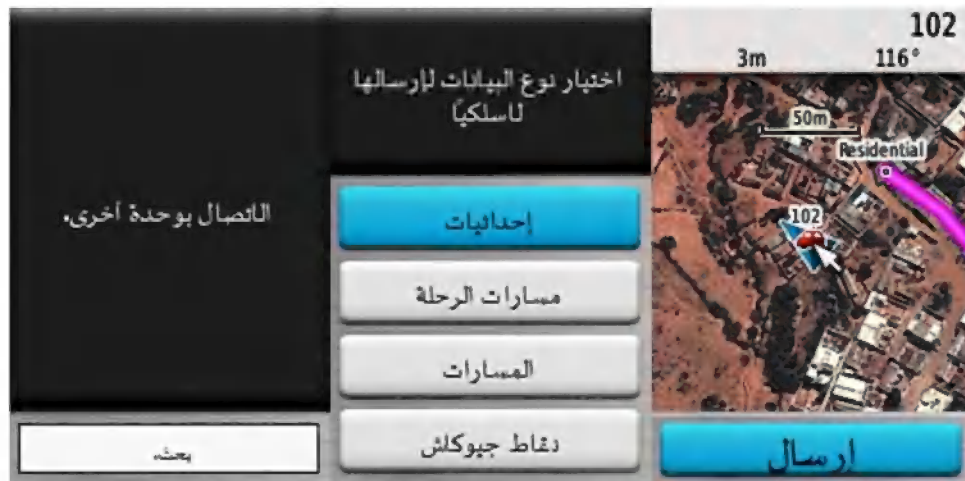 الاتصال بوحدة أخرى.
بحث.
اختيار نوع البيانات لإرسالها
لاسلكياً
إحداثيات
مسارات الرحلة
المسارات
نقاط جيوكاش
102
3m 116°
50m
Residential
102
إرسال